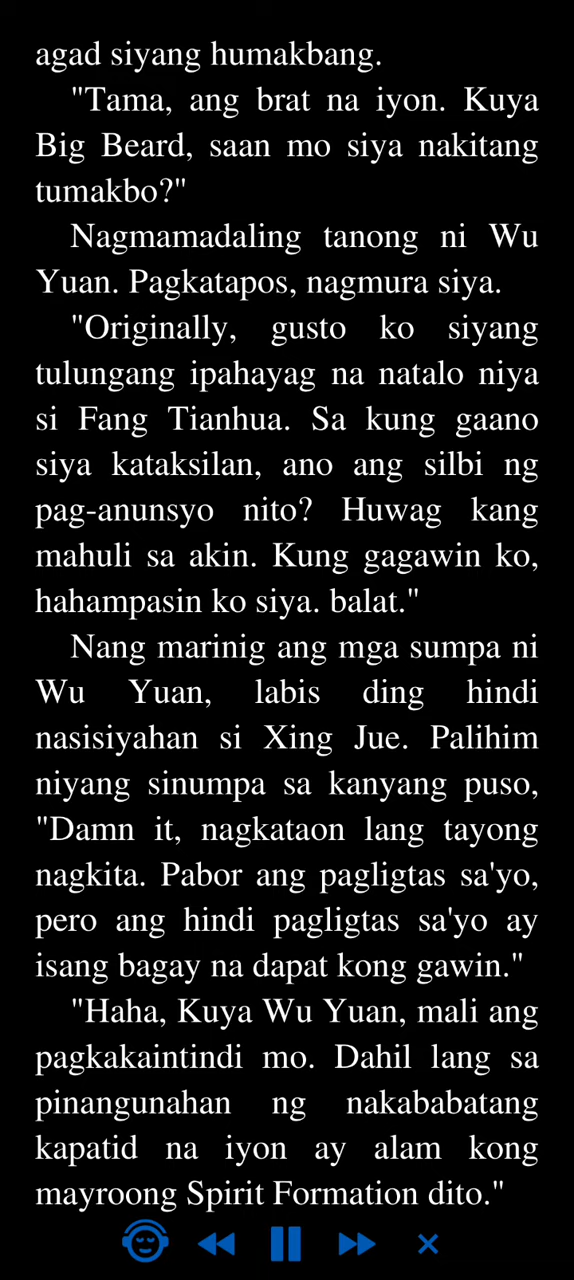 agad siyang humakbang.
"Tama, ang brat na iyon. Kuya
Big Beard, saan mo siya nakitang
tumakbo?"
Nagmamadaling tanong ni Wu
Yuan. Pagkatapos, nagmura siya.
"Originally, gusto ko siyang
tulungang ipahayag na natalo niya
si Fang Tianhua. Sa kung gaano
siya kataksilan, ano ang silbi ng
pag-anunsyo nito? Huwag kang
mahuli sa akin. Kung gagawin ko,
hahampasin ko siya. balat."
Nang marinig ang mga sumpa ni
Wu Yuan, labis ding hindi
nasisiyahan si Xing Jue. Palihim
niyang sinumpa sa kanyang puso,
"Damn it, nagkataon lang tayong
nagkita. Pabor ang pagligtas sa'yo,
pero ang hindi pagligtas sa'yo ay
isang bagay na dapat kong gawin."
"Haha, Kuya Wu Yuan, mali ang
pagkakaintindi mo. Dahil lang sa
pinangunahan ng nakababatang
kapatid na iyon ay alam kong
mayroong Spirit Formation dito."